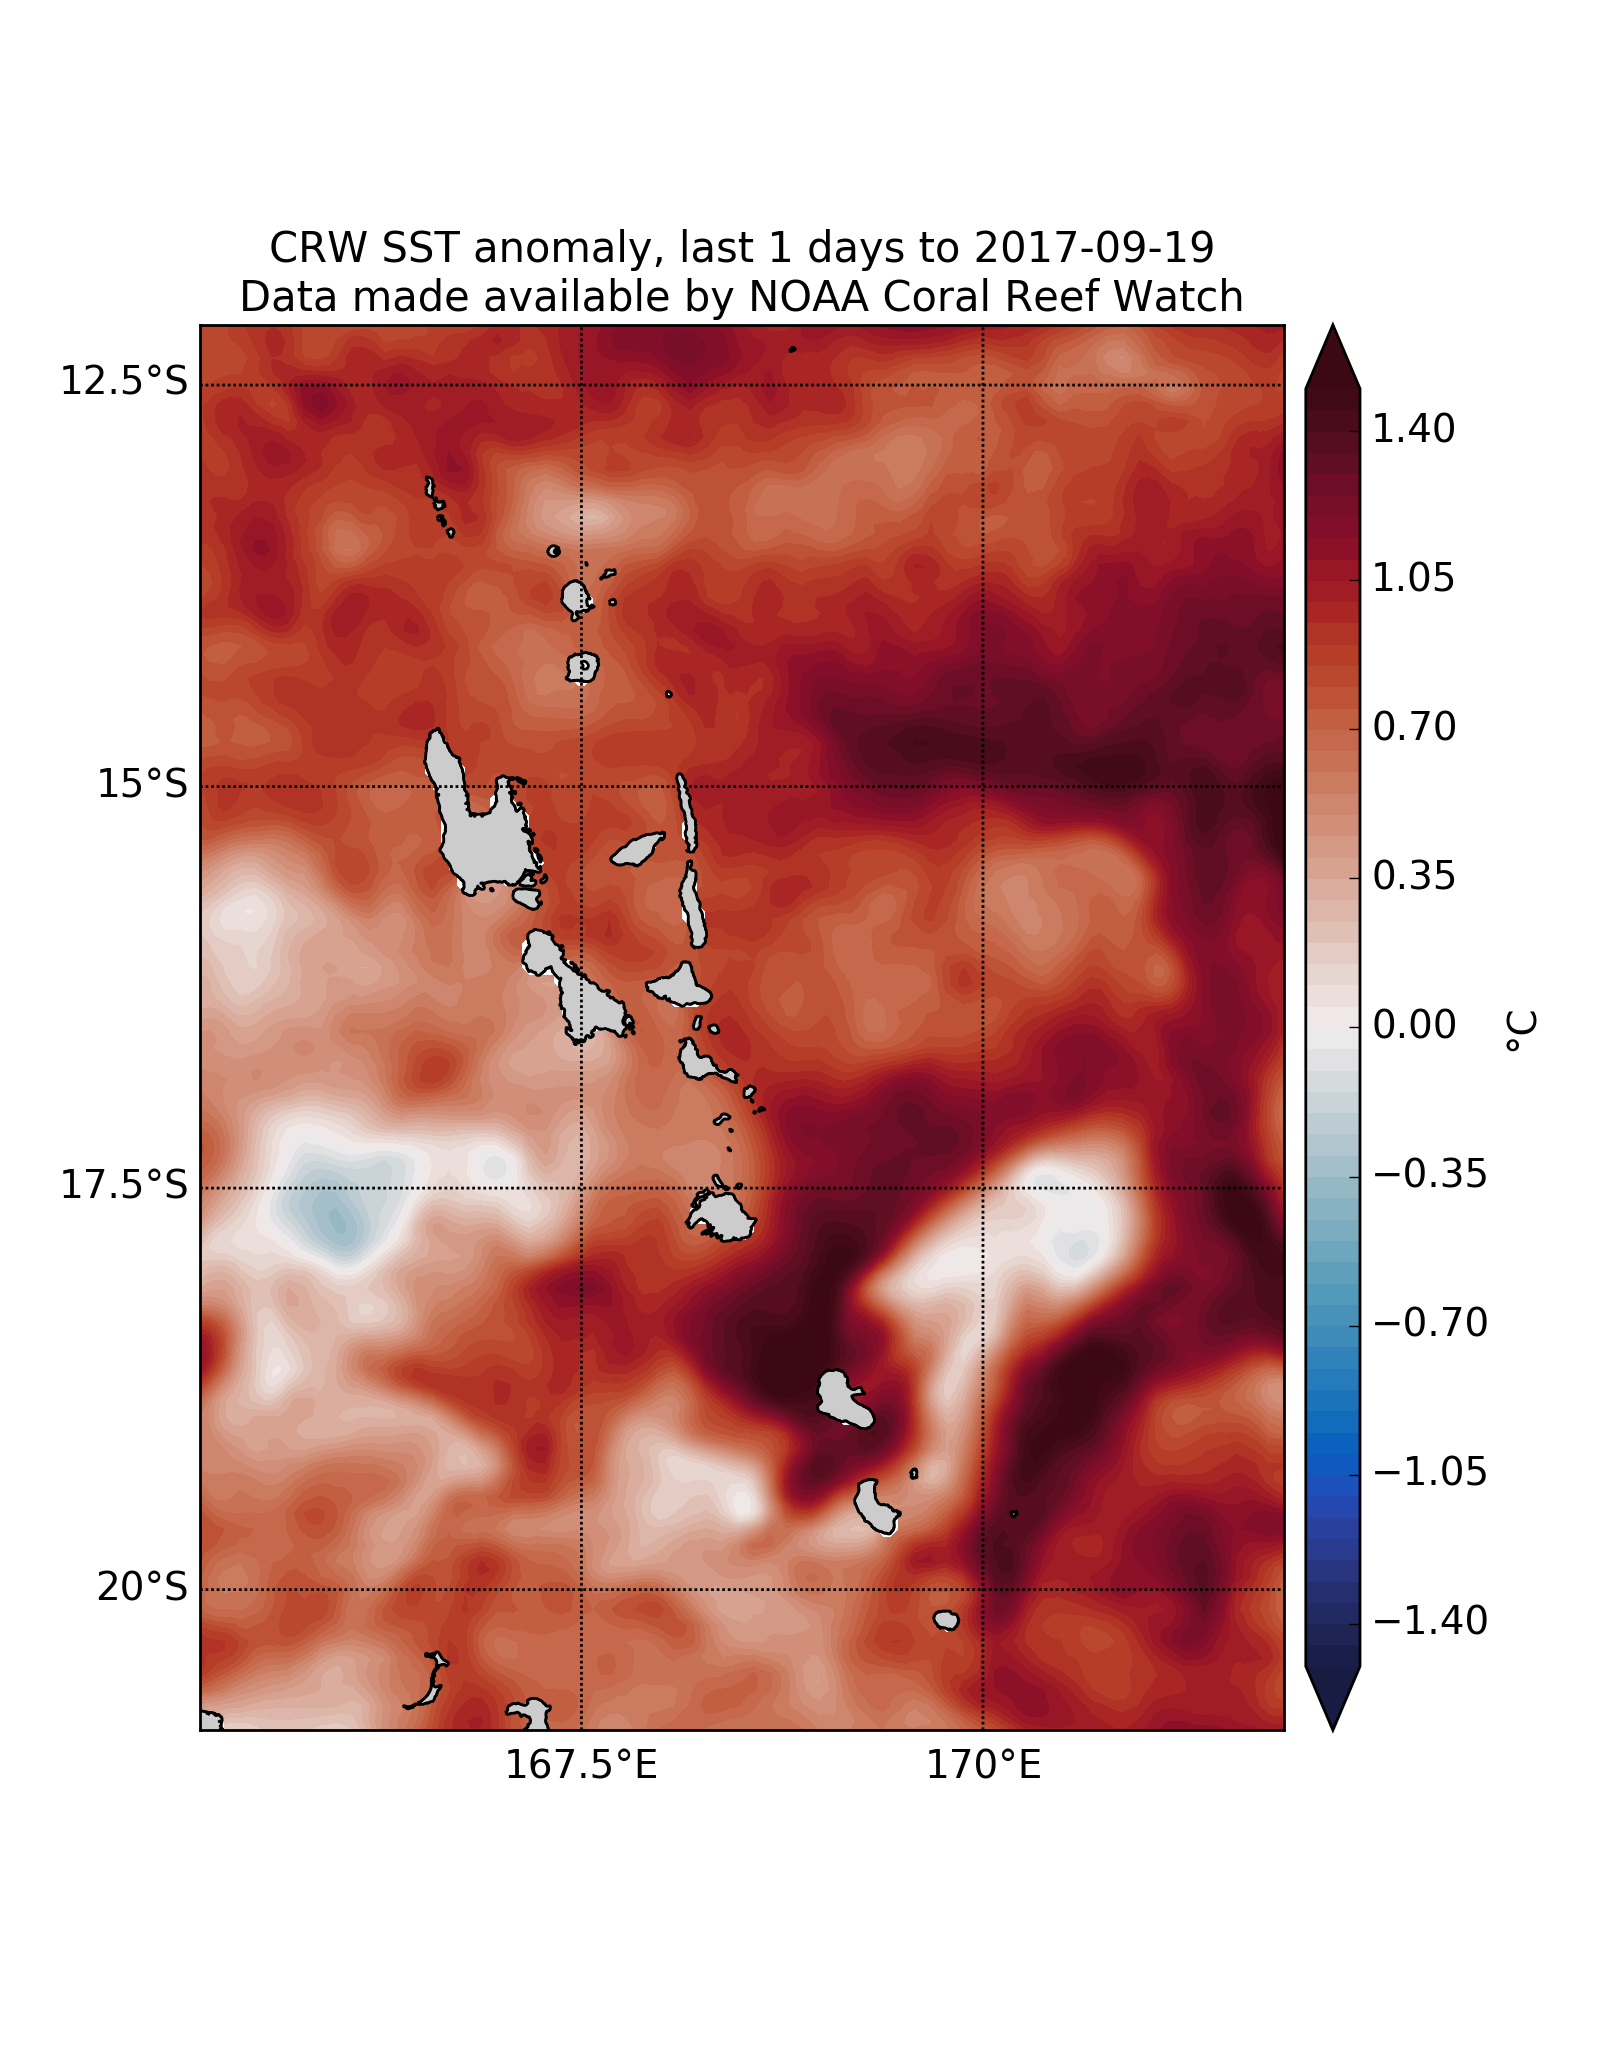 CRW SST anomaly, last 1 days to 2017-09-19
Data made available by NOAA Coral Reef Watch
12.5°S
15°S
17.5°S
20°S
167.5°E
170°E
1.40
1.05
0.70
0.35
0.00
−0.35
−0.70
−1.05
−1.40
°C